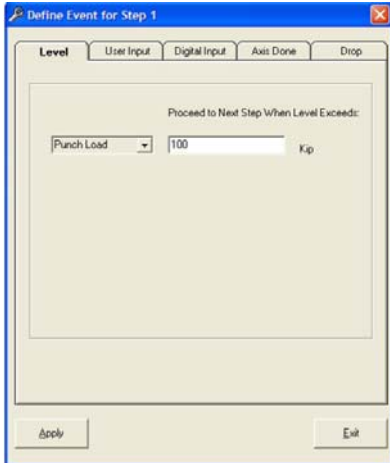 Define Event for Step 1
Level User Input Digital Input Axis Done Drop
Proceed to Next Step When Level Exceeds:
Punch Load 100 Kip
Apply Exit